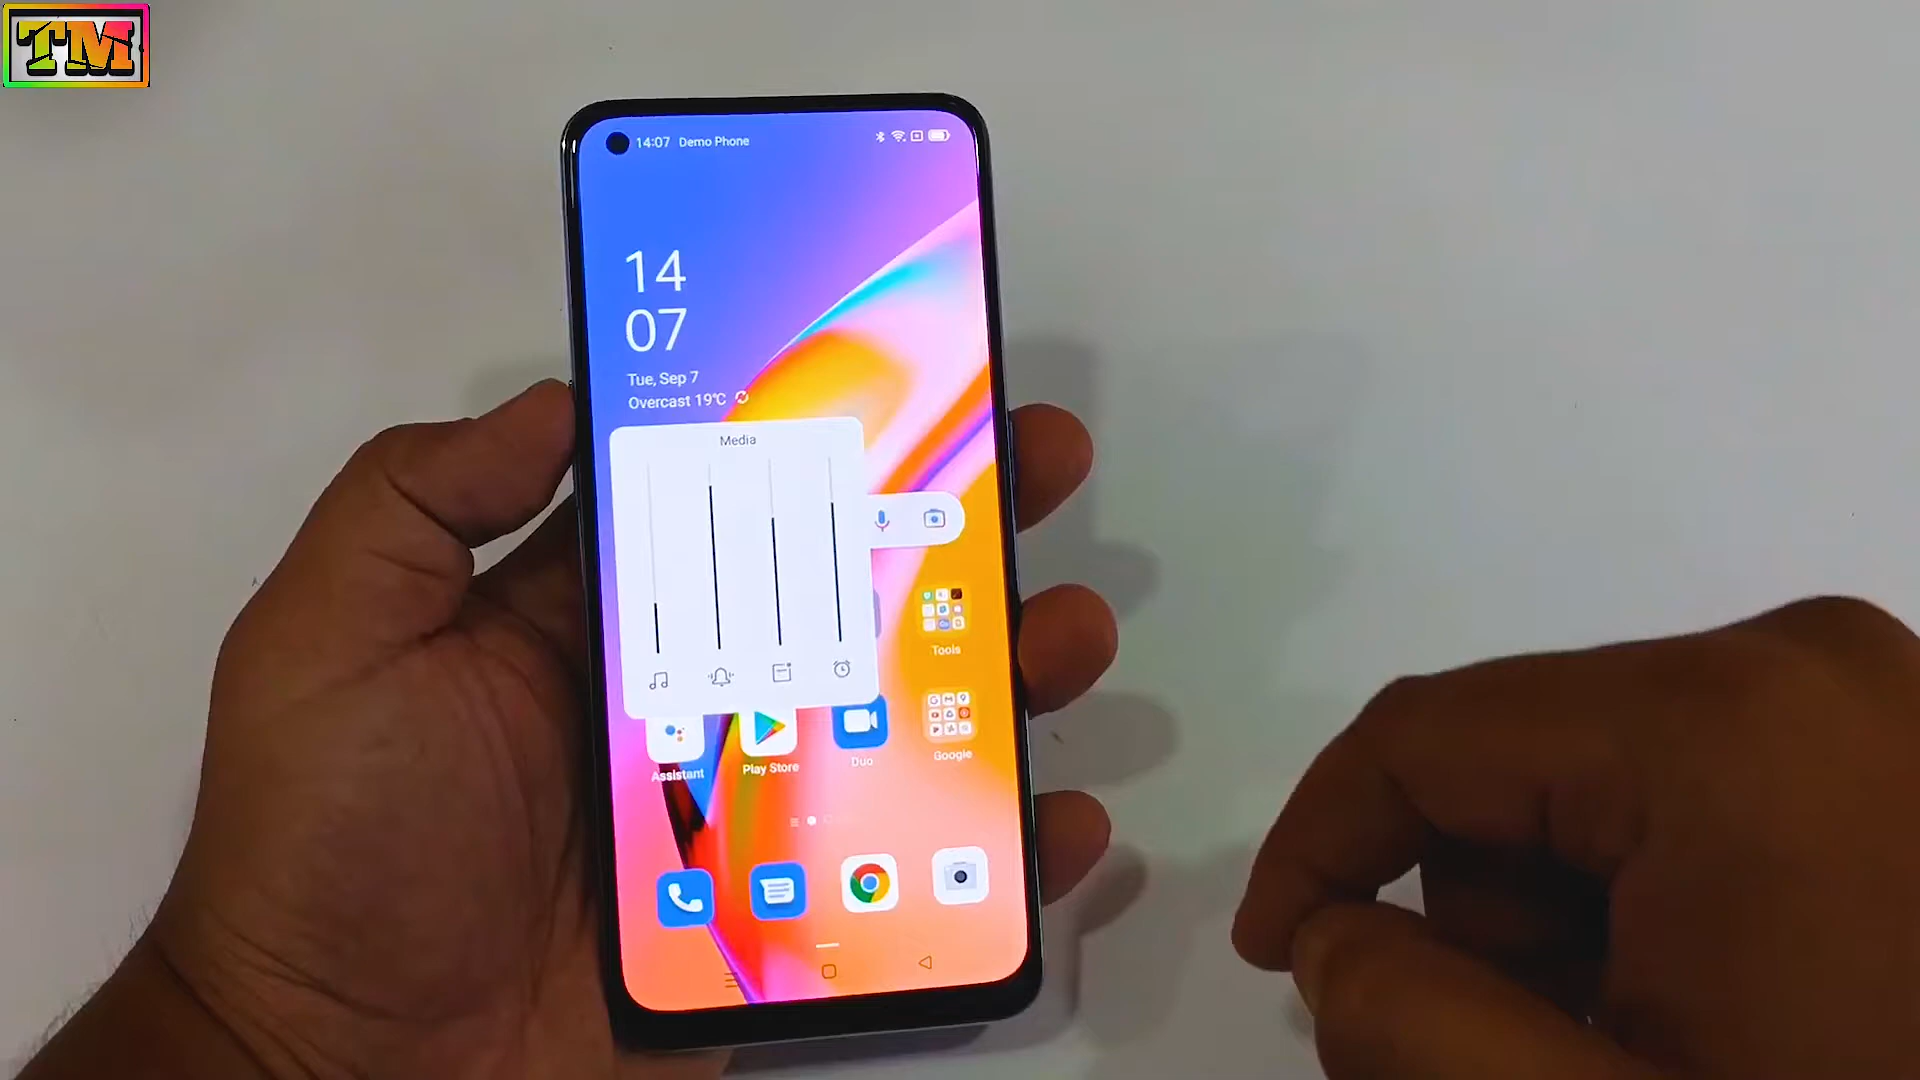 TM
14:07 Demo Phone
14
07
Tue, Sep 7
Overcast 19℃
Media
Tools
Assistant
Play Store
Duo
Google